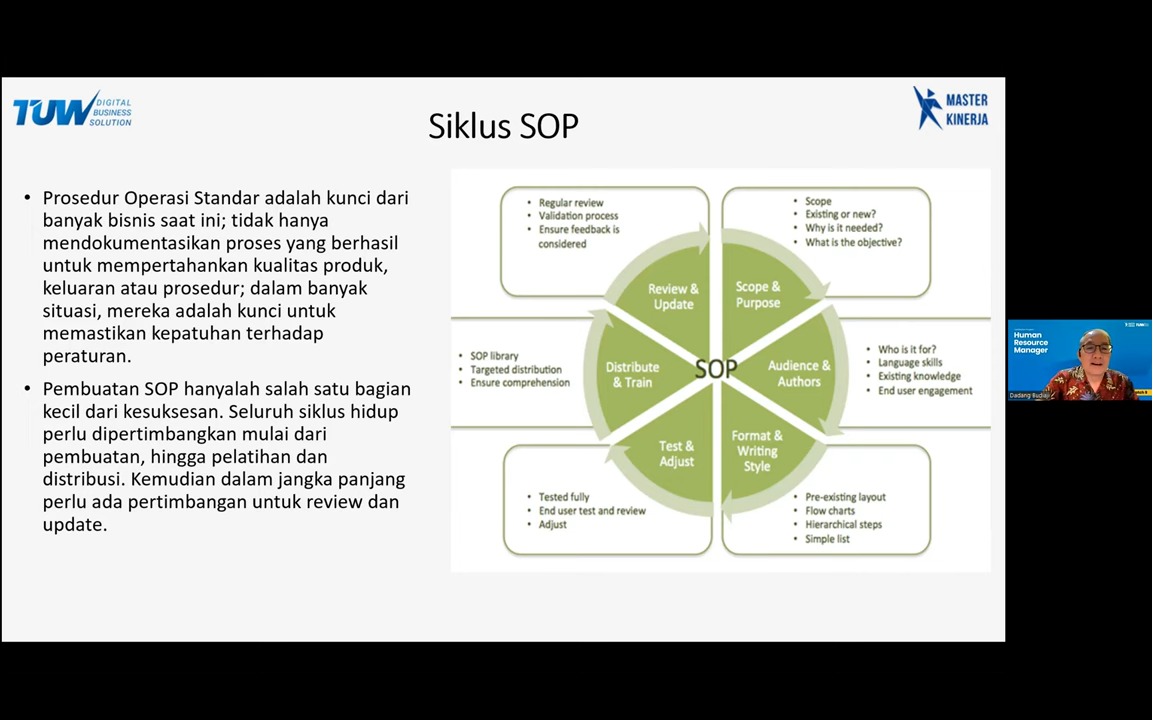 TUW DIGITAL
BUSINESS
SOLUTION
Siklus SOP
MASTER
KINERJA
• Prosedur Operasi Standar adalah kunci dari
banyak bisnis saat ini; tidak hanya
mendokumentasikan proses yang berhasil
untuk mempertahankan kualitas produk,
keluaran atau prosedur; dalam banyak
situasi, mereka adalah kunci untuk
memastikan kepatuhan terhadap
peraturan.
• Pembuatan SOP hanyalah salah satu bagian
kecil dari kesuksesan. Seluruh siklus hidup
perlu dipertimbangkan mulai dari
pembuatan, hingga pelatihan dan
distribusi. Kemudian dalam jangka panjang
perlu ada pertimbangan untuk review dan
update.
• Regular review
• Validation process
• Ensure feedback is
considered
• Scope
• Existing or new?
• Why is it needed?
• What is the objective?
Review &
Update
Scope &
Purpose
• SOP library
• Targeted distribution
• Ensure comprehension
Distribute
& Train
SOP
Audience &
Authors
• Who is it for?
• Language skills
• Existing knowledge
• End user engagement
Test &
Adjust
Format &
Writing
Style
• Tested fully
• End user test and review
• Adjust
• Pre-existing layout
• Flow charts
• Hierarchical steps
• Simple list
Human
Resource
Manager
Dadang Budiaji